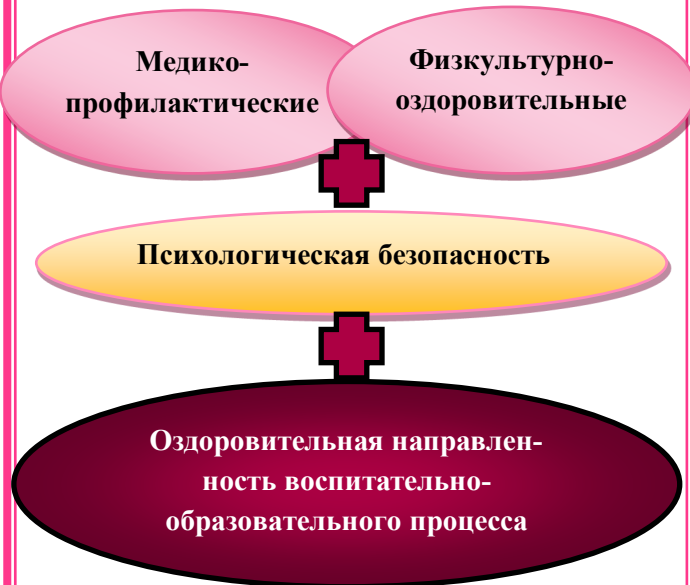 Медико-
профилактические
Физкультурно-
оздоровительные
Психологическая безопасность
Оздоровительная направлен-
ность воспитательно-
образовательного процесса